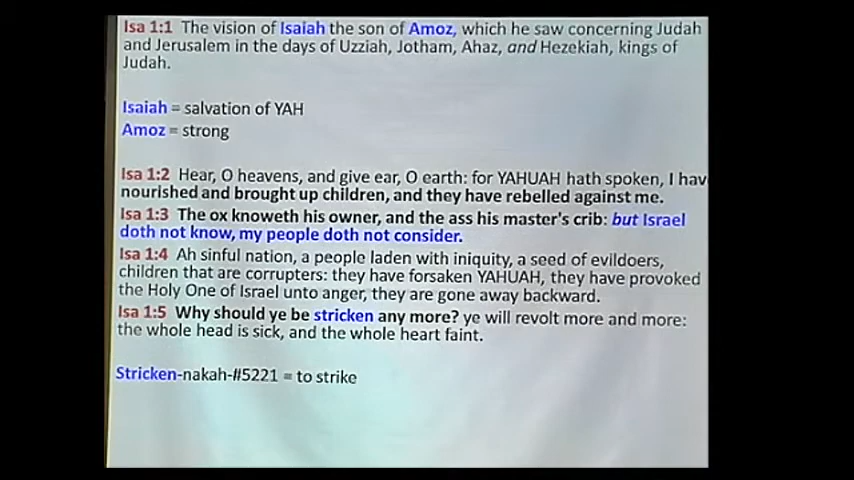 Isa 1:1 The vision of Isaiah the son of Amoz, which he saw concerning Judah
and Jerusalem in the days of Uzziah, Jotham, Ahaz, and Hezekiah, kings of
Judah.
Isaiah = salvation of YAH
Amoz = strong
Isa 1:2 Hear, O heavens, and give ear, O earth: for YAHUAH hath spoken, I hav
nourished and brought up children, and they have rebelled against me.
Isa 1:3 The ox knoweth his owner, and the ass his master's crib: but Israel
doth not know, my people doth not consider.
Isa 1:4 Ah sinful nation, a people laden with iniquity, a seed of evildoers,
children that are corrupters: they have forsaken YAHUAH, they have provoked
the Holy One of Israel unto anger, they are gone away backward.
Isa 1:5 Why should ye be stricken any more? ye will revolt more and more:
the whole head is sick, and the whole heart faint.
Stricken-nakah-#5221 = to strike